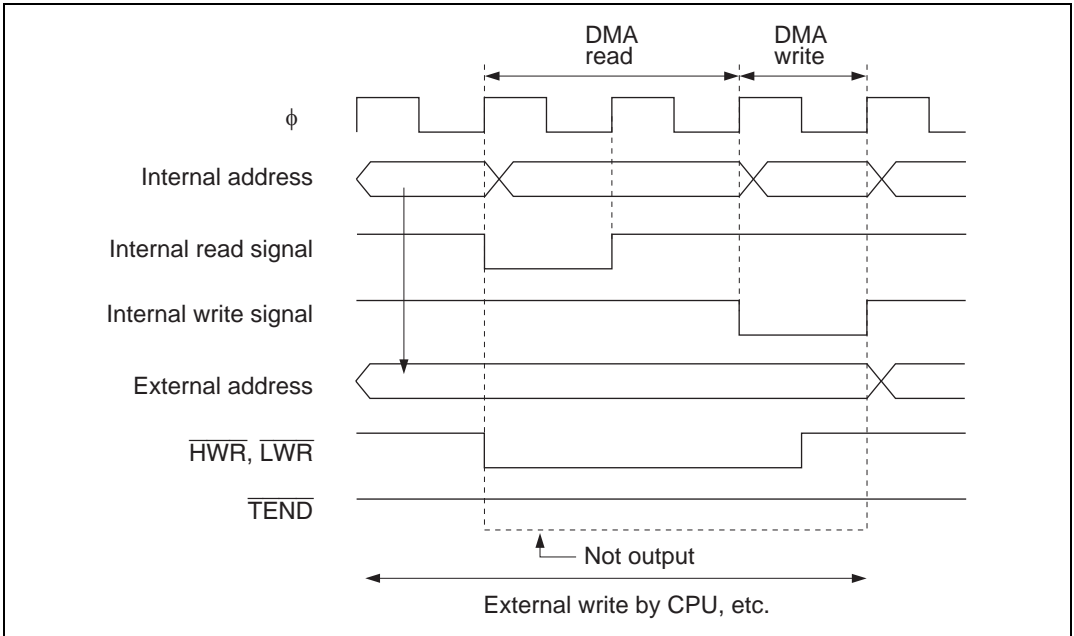 DMA
read
DMA
write
ϕ
Internal address
Internal read signal
Internal write signal
External address
HWR, LWR
TEND
Not output
External write by CPU, etc.